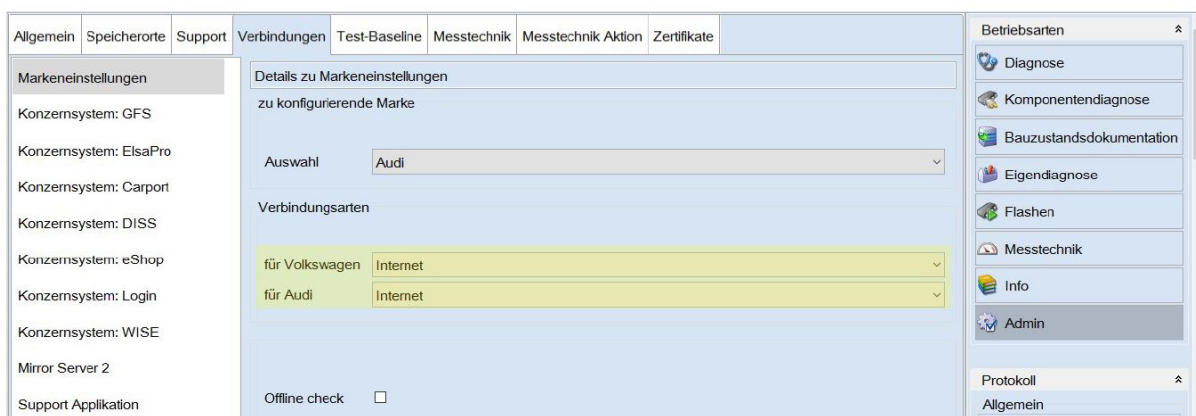 Allgemein Speicherorte Support Verbindungen Test-Baseline Messtechnik Messtechnik Aktion Zertifikate
Markeneinstellungen
Konzernsystem: GFS
Konzernsystem: ElsaPro
Konzernsystem: Carport
Konzernsystem: DISS
Konzernsystem: eShop
Konzernsystem: Login
Konzernsystem: WISE
Mirror Server 2
Support Applikation
Details zu Markeneinstellungen
zu konfigurierende Marke
Auswahl Audi
Verbindungsarten
für Volkswagen Internet
für Audi Internet
Offline check
Betriebsarten
Diagnose
Komponentendiagnose
Bauzustandsdokumentation
Eigendiagnose
Flashen
Messtechnik
Info
Admin
Protokoll
Allgemein